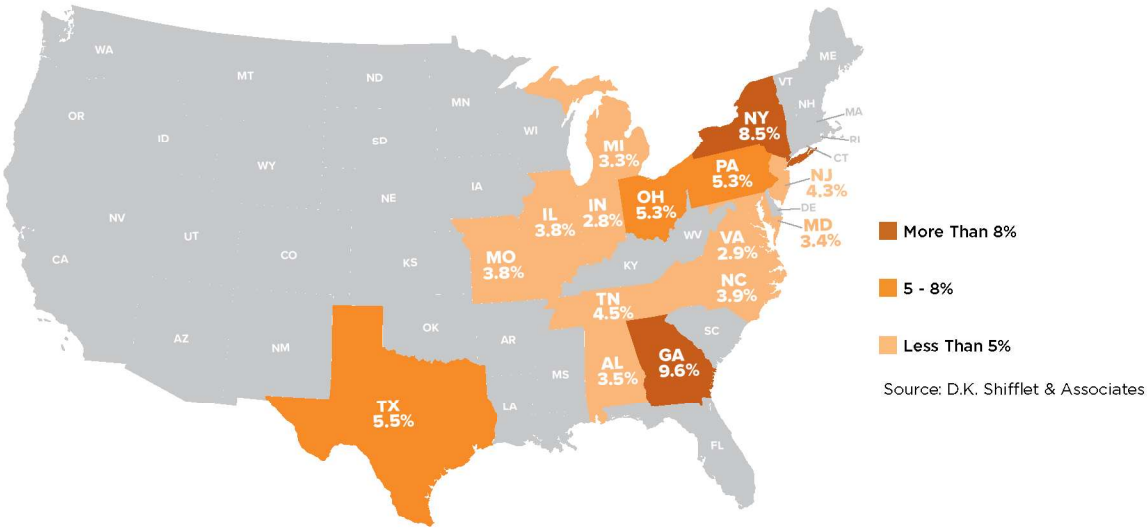 WA
MT
ND
MN
OR
ID
SD
WI
WY
IA
NE
NV
UT
CO
KS
CA
AZ
NM
OK
AR
MS
LA
KY
WV
SC
FL
ME
VT
NH
MA
RI
CT
DE
NY
8.5%
MI
3.3%
PA
5.3%
OH
5.3%
NJ
4.3%
MD
3.4%
IL
3.8%
IN
2.8%
MO
3.8%
VA
2.9%
NC
3.9%
TN
4.5%
AL
3.5%
GA
9.6%
TX
5.5%
More Than 8%
5 - 8%
Less Than 5%
Source: D.K. Shifflet & Associates